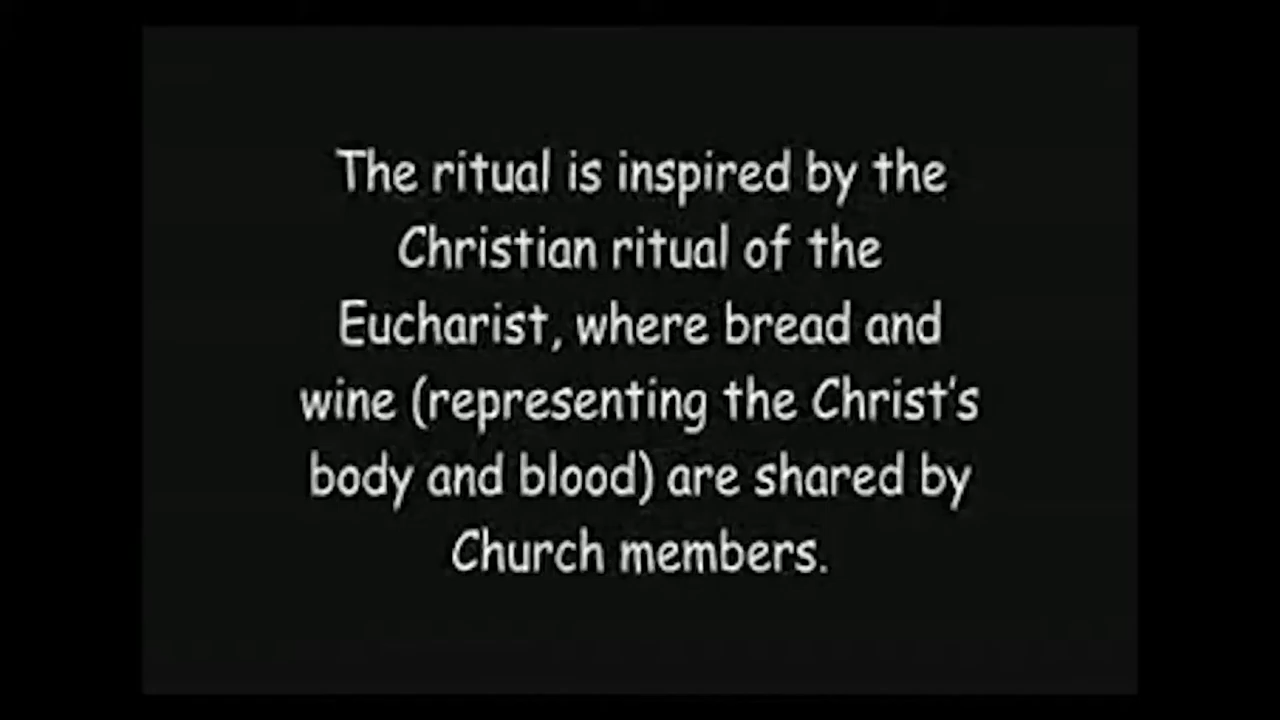 The ritual is inspired by the
Christian ritual of the
Eucharist, where bread and
wine (representing the Christ's
body and blood) are shared by
Church members.